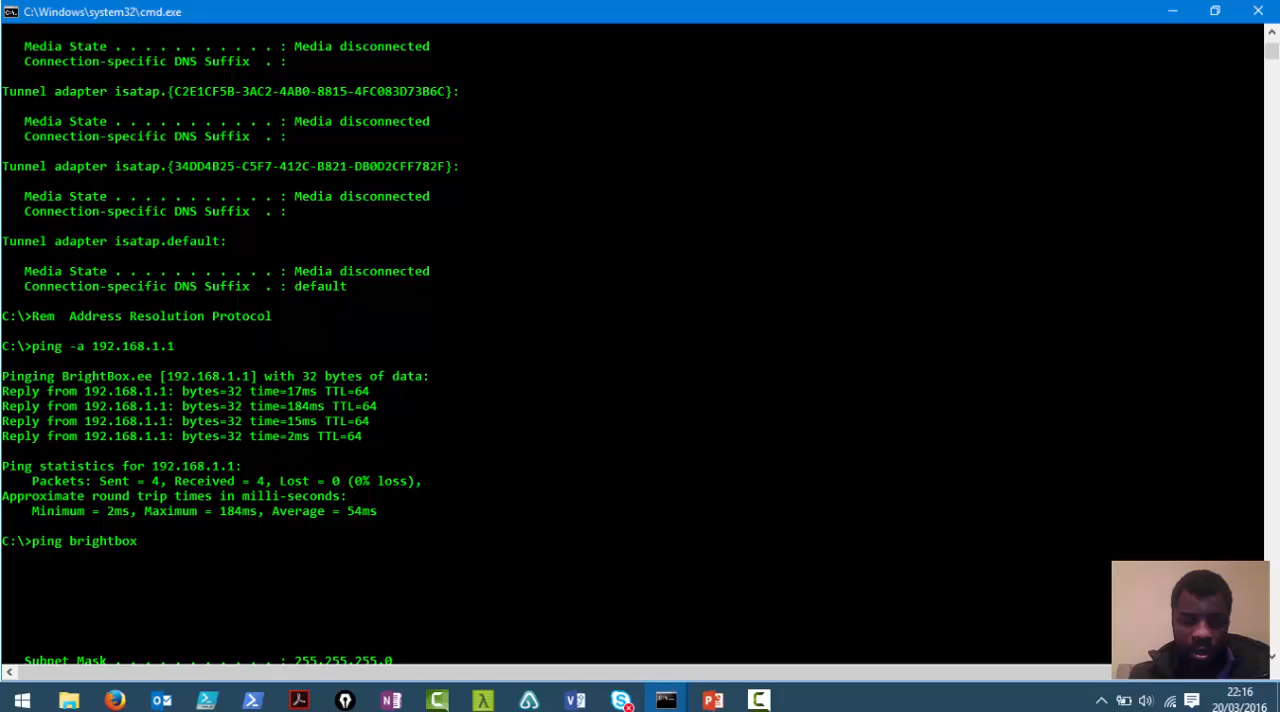 C:\Windows\system32\cmd.exe
Media State . . . . . . . . . . . : Media disconnected
Connection-specific DNS Suffix  . :
Tunnel adapter isatap.{C2E1CF5B-3AC2-4AB0-8815-4FC083D73B6C}:
Media State . . . . . . . . . . . : Media disconnected
Connection-specific DNS Suffix  . :
Tunnel adapter isatap.{34DD4B25-C5F7-412C-B821-DB0D2CFF782F}:
Media State . . . . . . . . . . . : Media disconnected
Connection-specific DNS Suffix  . :
Tunnel adapter isatap.default:
Media State . . . . . . . . . . . : Media disconnected
Connection-specific DNS Suffix  . : default
C:\>Rem  Address Resolution Protocol
C:\>ping -a 192.168.1.1
Pinging BrightBox.ee [192.168.1.1] with 32 bytes of data:
Reply from 192.168.1.1: bytes=32 time=17ms TTL=64
Reply from 192.168.1.1: bytes=32 time=184ms TTL=64
Reply from 192.168.1.1: bytes=32 time=15ms TTL=64
Reply from 192.168.1.1: bytes=32 time=2ms TTL=64
Ping statistics for 192.168.1.1:
Packets: Sent = 4, Received = 4, Lost = 0 (0% loss),
Approximate round trip times in milli-seconds:
Minimum = 2ms, Maximum = 184ms, Average = 54ms
C:\>ping brightbox
Subnet Mask . . . . . . . . . . . : 255.255.255.0
22:16
20/03/2016